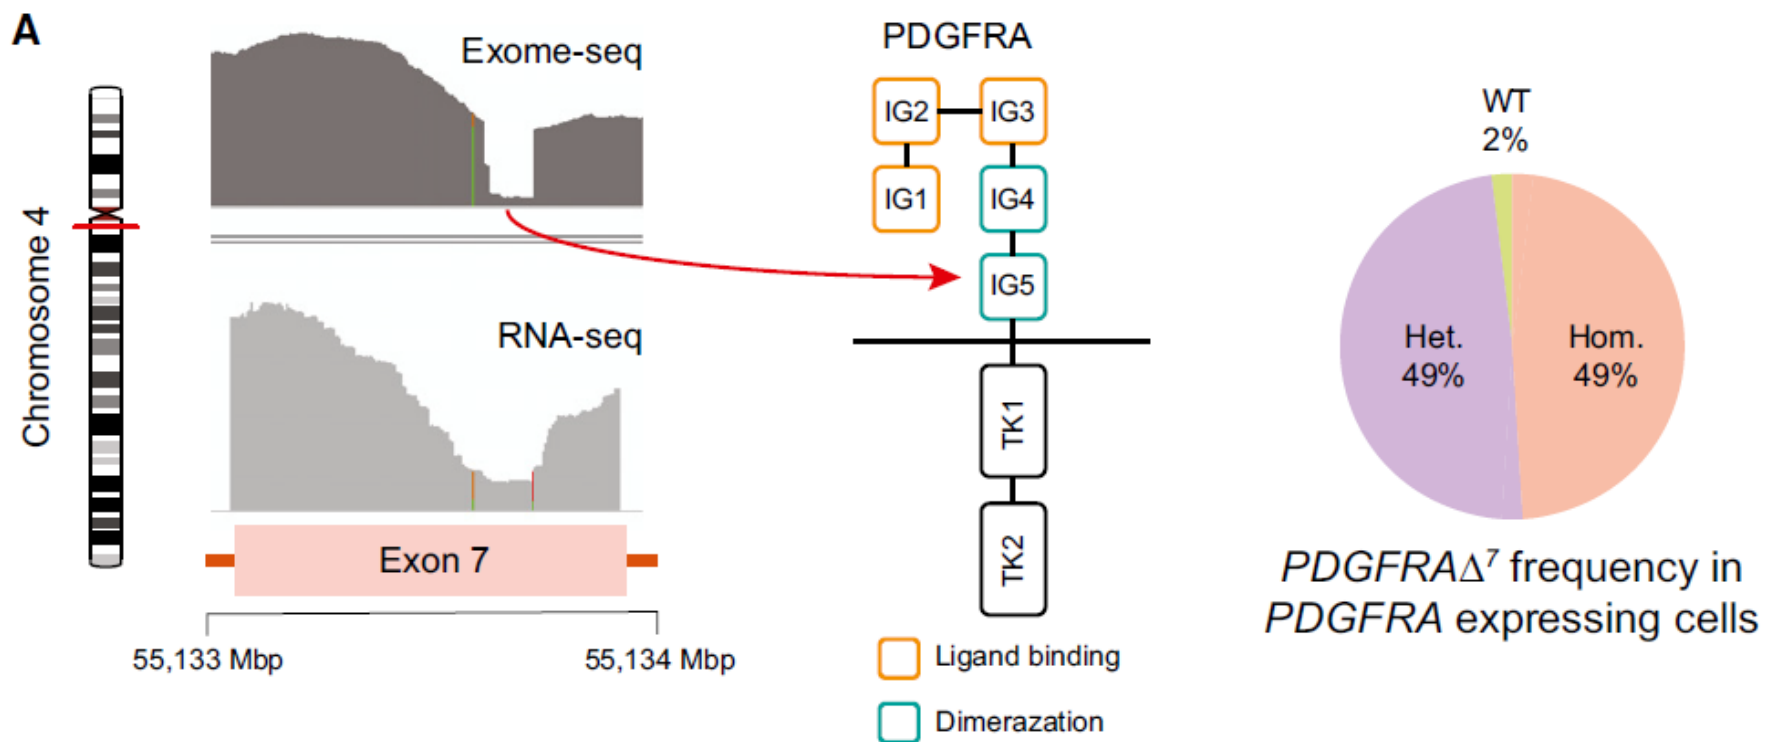 A
Chromosome 4
Exome-seq
RNA-seq
Exon 7
55,133 Mbp
55,134 Mbp
PDGFRA
IG2
IG3
IG1
IG4
IG5
TK1
TK2
Ligand binding
Dimerazation
WT
2%
Het.
49%
Hom.
49%
PDGFRAΔ⁷ frequency in
PDGFRA expressing cells